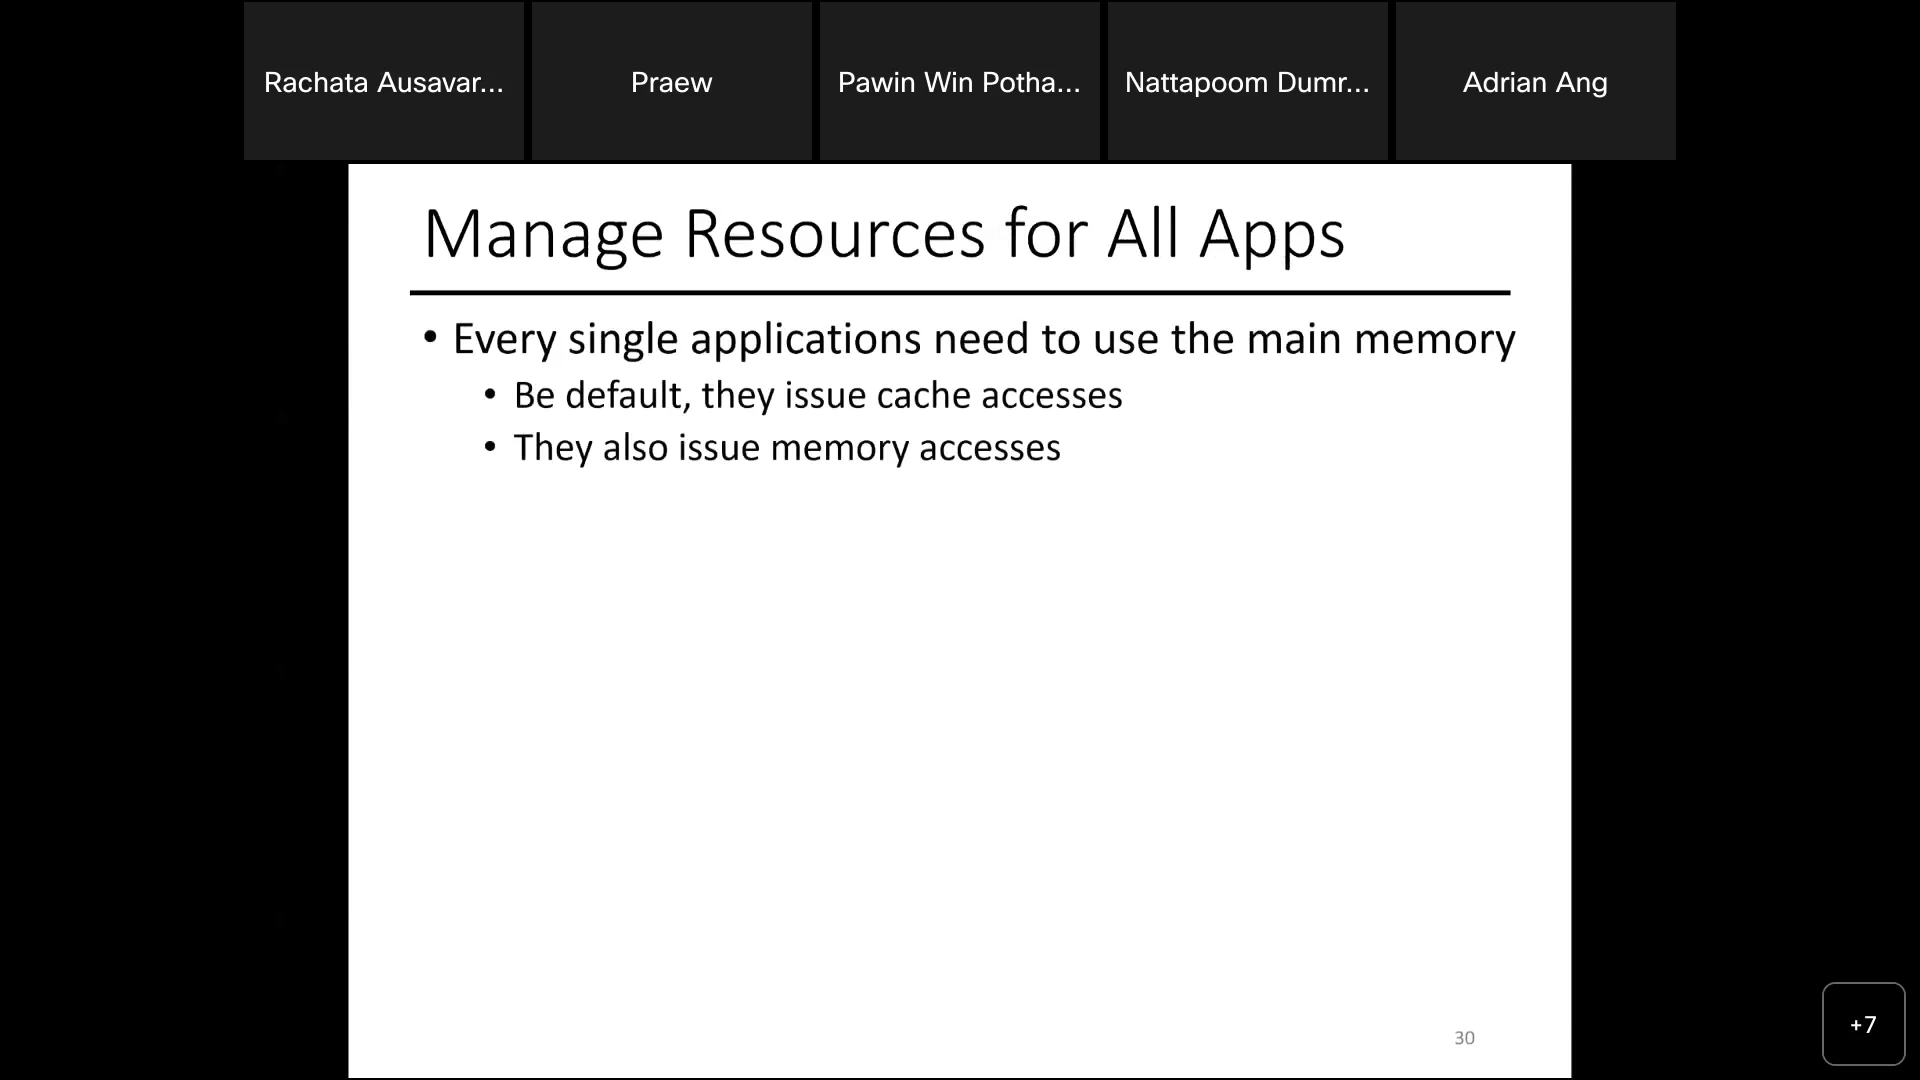 Rachata Ausavar...
Praew
Pawin Win Potha...
Nattapoom Dumr...
Adrian Ang
Manage Resources for All Apps
• Every single applications need to use the main memory
• Be default, they issue cache accesses
• They also issue memory accesses
30
+7